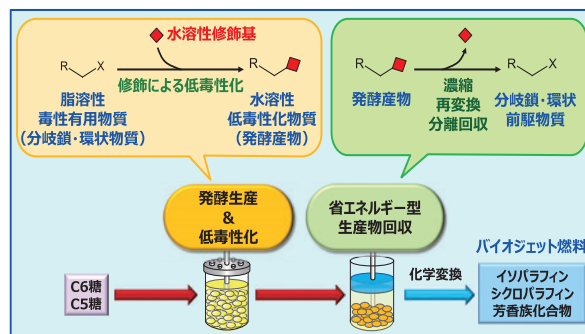 水溶性修飾基
R
X
修飾による低毒性化
R
脂溶性
毒性有用物質
(分岐鎖・環状物質)
水溶性
低毒性化物質
(発酵産物)
R
濃縮
再変換
分離回収
R
X
発酵産物
分岐鎖・環状
前駆物質
発酵生産
&
低毒性化
省エネルギー型
生産物回収
C6糖
C5糖
化学変換
バイオジェット燃料
イソパラフィン
シクロパラフィン
芳香族化合物